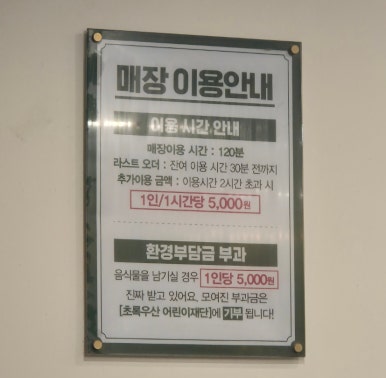 매장 이용안내
이용 시간 안내
매장이용 시간 : 120분
라스트 오더 : 잔여 이용 시간 30분 전까지
추가이용 금액 : 이용시간 2시간 초과 시
1인/1시간당 5,000원
환경부담금 부과
음식물을 남기실 경우 1인당 5,000원
진짜 받고 있어요. 모여진 부과금은
[초록우산 어린이재단]에 기부 됩니다!